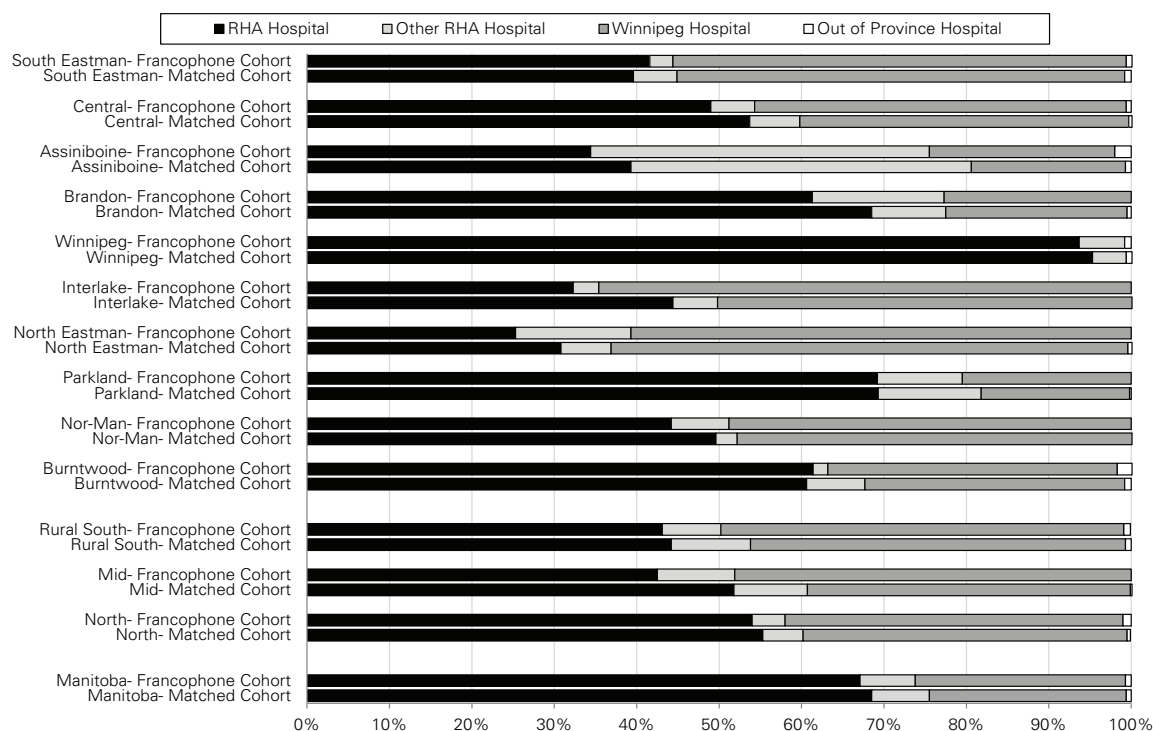 RHA Hospital Other RHA Hospital Winnipeg Hospital Out of Province Hospital
South Eastman- Francophone Cohort
South Eastman- Matched Cohort
Central- Francophone Cohort
Central- Matched Cohort
Assiniboine- Francophone Cohort
Assiniboine- Matched Cohort
Brandon- Francophone Cohort
Brandon- Matched Cohort
Winnipeg- Francophone Cohort
Winnipeg- Matched Cohort
Interlake- Francophone Cohort
Interlake- Matched Cohort
North Eastman- Francophone Cohort
North Eastman- Matched Cohort
Parkland- Francophone Cohort
Parkland- Matched Cohort
Nor-Man- Francophone Cohort
Nor-Man- Matched Cohort
Burntwood- Francophone Cohort
Burntwood- Matched Cohort
Rural South- Francophone Cohort
Rural South- Matched Cohort
Mid- Francophone Cohort
Mid- Matched Cohort
North- Francophone Cohort
North- Matched Cohort
Manitoba- Francophone Cohort
Manitoba- Matched Cohort
0% 10% 20% 30% 40% 50% 60% 70% 80% 90% 100%